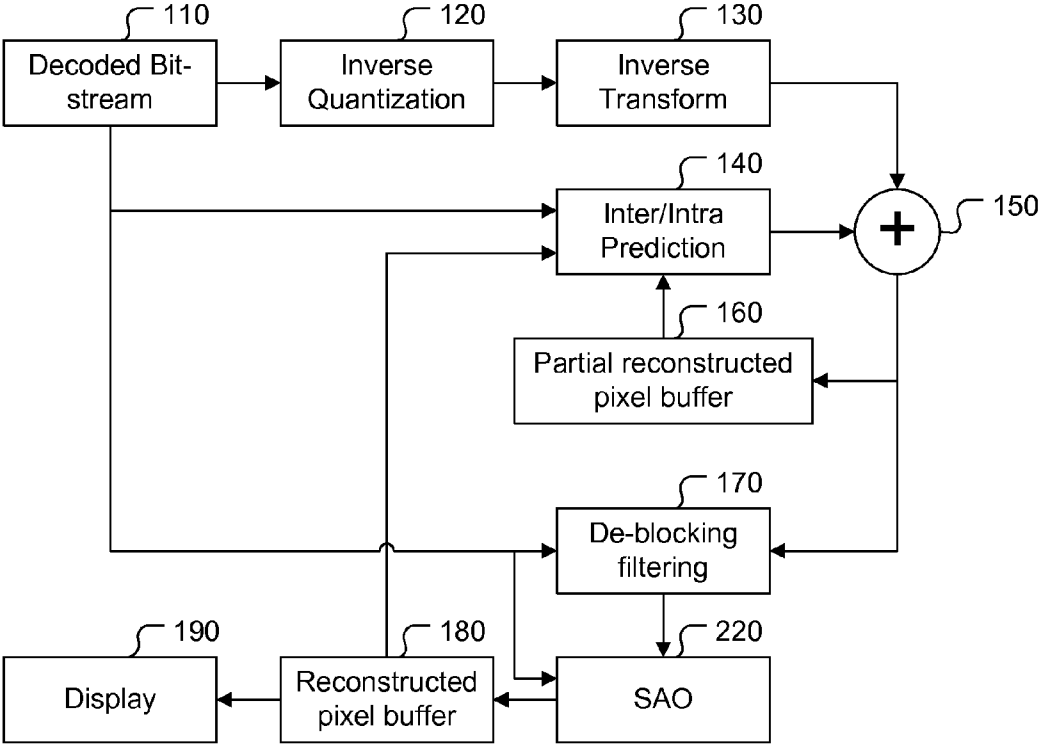 110
120
130
Decoded Bit-
stream
Inverse
Quantization
Inverse
Transform
140
Inter/Intra
Prediction
+
150
160
Partial reconstructed
pixel buffer
170
De-blocking
filtering
190
180
220
Display
Reconstructed
pixel buffer
SAO